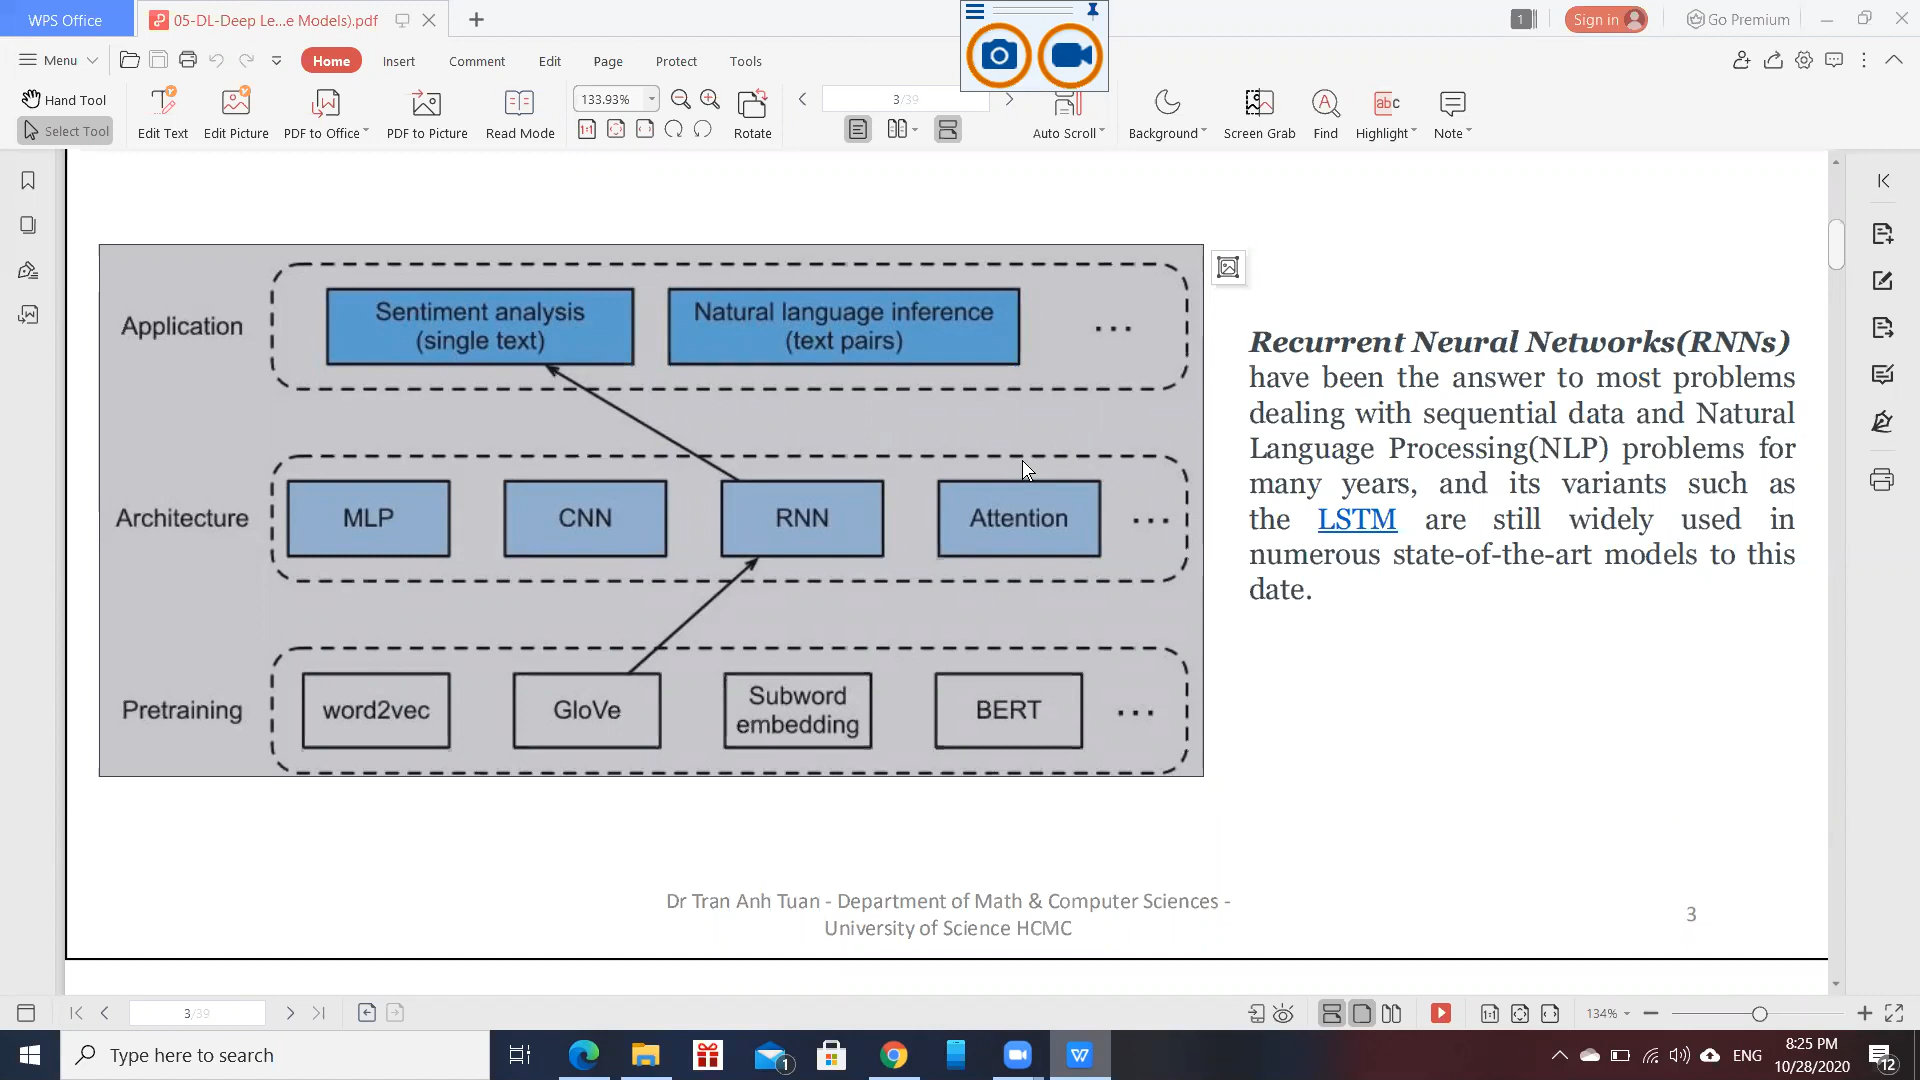 WPS Office
05-DL-Deep Le...e Models).pdf
1
Sign in
Go Premium
Menu
Home
Insert
Comment
Edit
Page
Protect
Tools
Hand Tool
Select Tool
Edit Text
Edit Picture
PDF to Office
PDF to Picture
Read Mode
133.93%
Rotate
3/39
Auto Scroll
Background
Screen Grab
Find
Highlight
Note
Application
Sentiment analysis
(single text)
Natural language inference
(text pairs)
...
Architecture
MLP
CNN
RNN
Attention
...
Pretraining
word2vec
GloVe
Subword
embedding
BERT
...
Recurrent Neural Networks(RNNs)
have been the answer to most problems
dealing with sequential data and Natural
Language Processing(NLP) problems for
many years, and its variants such as
the LSTM are still widely used in
numerous state-of-the-art models to this
date.
Dr Tran Anh Tuan - Department of Math & Computer Sciences -
University of Science HCMC
3
3/39
134%
Type here to search
1
ENG
8:25 PM
10/28/2020
12